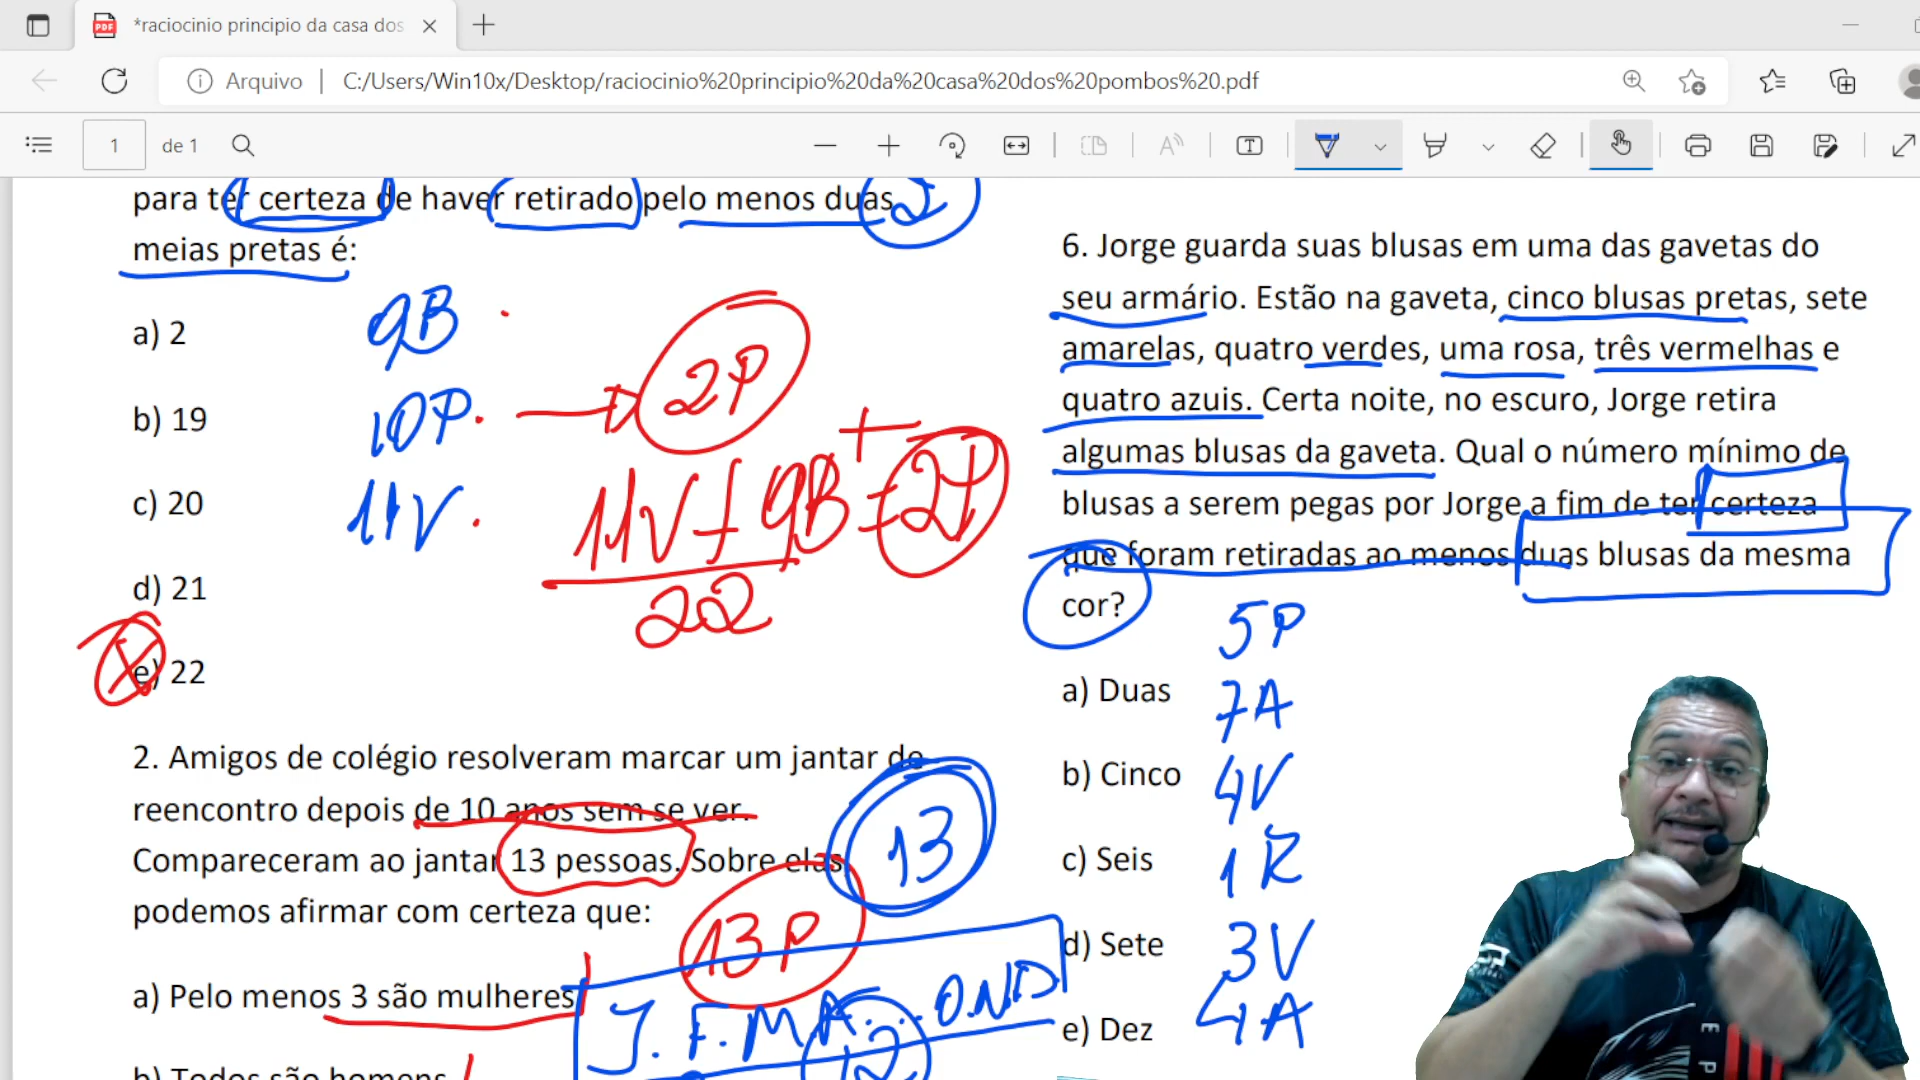 *raciocinio principio da casa dos
Arquivo
C:/Users/Win10x/Desktop/raciocinio%20principio%20da%20casa%20dos%20pombos%20.pdf
1
de 1
para ter certeza de haver retirado pelo menos duas
2
meias pretas é:
a) 2
b) 19
c) 20
d) 21
e) 22
9B
10P
11V
2P
11V + 9B + 2P
22
2. Amigos de colégio resolveram marcar um jantar de
reencontro depois de 10 anos sem se ver.
Compareceram ao jantar 13 pessoas. Sobre elas
podemos afirmar com certeza que:
13
13P
a) Pelo menos 3 são mulheres
J. F. M A... O.N.D
12
b) Todos são homens
6. Jorge guarda suas blusas em uma das gavetas do
seu armário. Estão na gaveta, cinco blusas pretas, sete
amarelas, quatro verdes, uma rosa, três vermelhas e
quatro azuis. Certa noite, no escuro, Jorge retira
algumas blusas da gaveta. Qual o número mínimo de
blusas a serem pegas por Jorge a fim de ter certeza
que foram retiradas ao menos duas blusas da mesma
cor?
a) Duas
b) Cinco
c) Seis
d) Sete
e) Dez
5P
7A
4V
1R
3V
4A